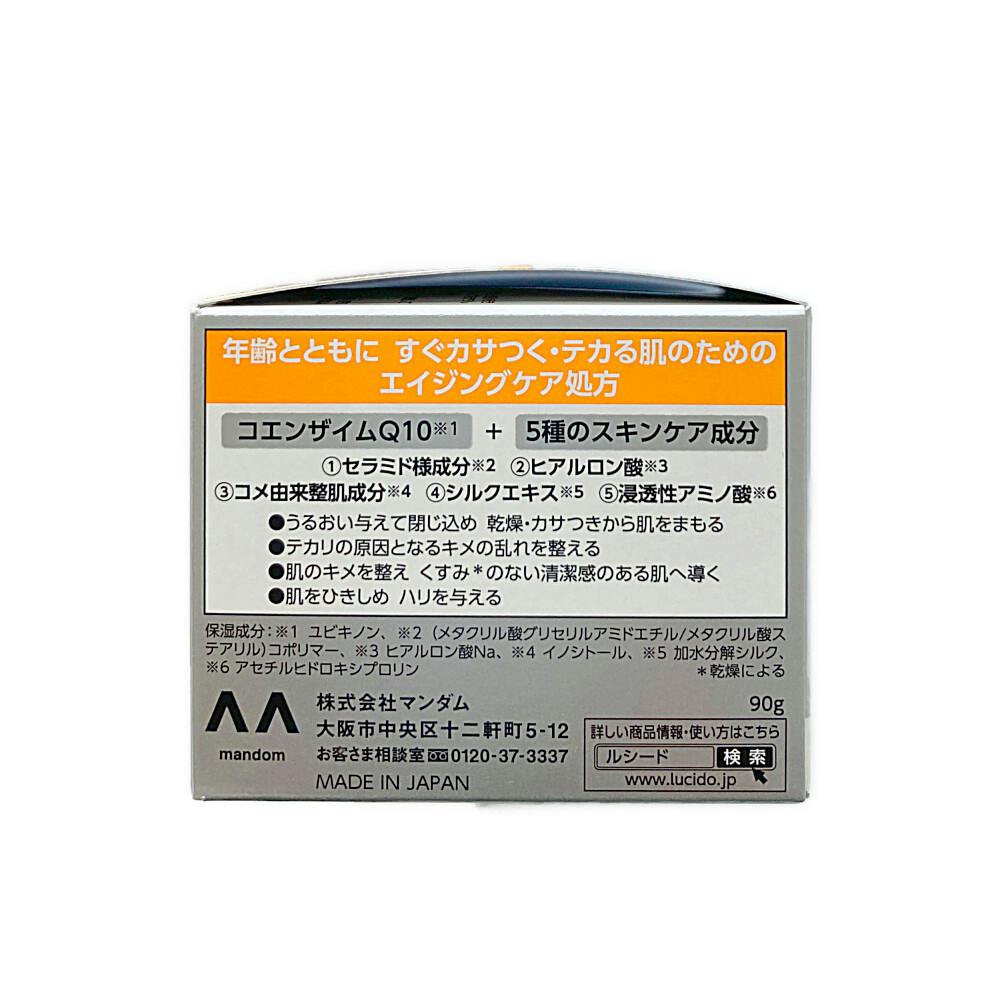 年齢とともに すぐカサつく・テカる肌のための
エイジングケア処方
コエンザイムQ10※1 + 5種のスキンケア成分
①セラミド様成分※2 ②ヒアルロン酸※3
③コメ由来整肌成分※4 ④シルクエキス※5 ⑤浸透性アミノ酸※6
●うるおい与えて閉じ込め 乾燥・カサつきから肌をまもる
●テカリの原因となるキメの乱れを整える
●肌のキメを整え くすみ*のない清潔感のある肌へ導く
●肌をひきしめ ハリを与える
保湿成分：※1 ユビキノン、※2（メタクリル酸グリセリルアミドエチル/メタクリル酸ス
テアリル）コポリマー、※3 ヒアルロン酸Na、※4 イノシトール、※5 加水分解シルク、
※6 アセチルヒドロキシプロリン *乾燥による
mandom
株式会社マンダム
大阪市中央区十二軒町5-12
お客さま相談室 0120-37-3337
MADE IN JAPAN
90g
詳しい商品情報・使い方はこちら
ルシード 検索
www.lucido.jp